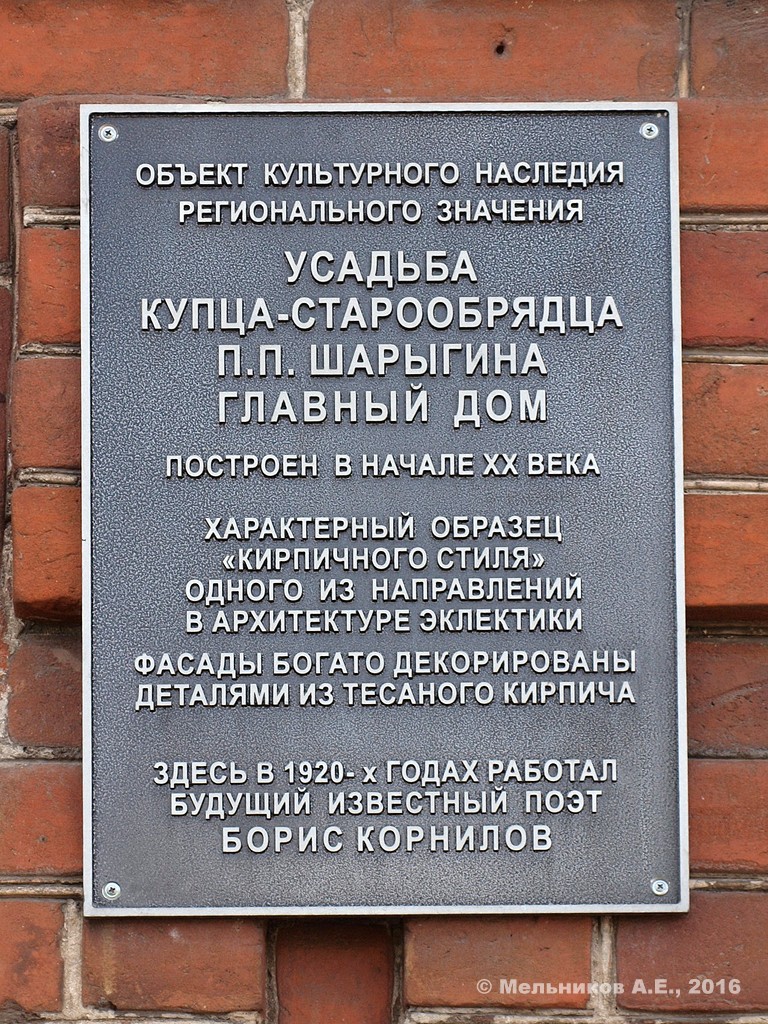 ОБЪЕКТ КУЛЬТУРНОГО НАСЛЕДИЯ
РЕГИОНАЛЬНОГО ЗНАЧЕНИЯ
УСАДЬБА
КУПЦА-СТАРООБРЯДЦА
П.П. ШАРЫГИНА
ГЛАВНЫЙ ДОМ
ПОСТРОЕН В НАЧАЛЕ XX ВЕКА
ХАРАКТЕРНЫЙ ОБРАЗЕЦ
«КИРПИЧНОГО СТИЛЯ»
ОДНОГО ИЗ НАПРАВЛЕНИЙ
В АРХИТЕКТУРЕ ЭКЛЕКТИКИ
ФАСАДЫ БОГАТО ДЕКОРИРОВАНЫ
ДЕТАЛЯМИ ИЗ ТЕСАНОГО КИРПИЧА
ЗДЕСЬ В 1920- х ГОДАХ РАБОТАЛ
БУДУЩИЙ ИЗВЕСТНЫЙ ПОЭТ
БОРИС КОРНИЛОВ
© Мельников А.Е., 2016